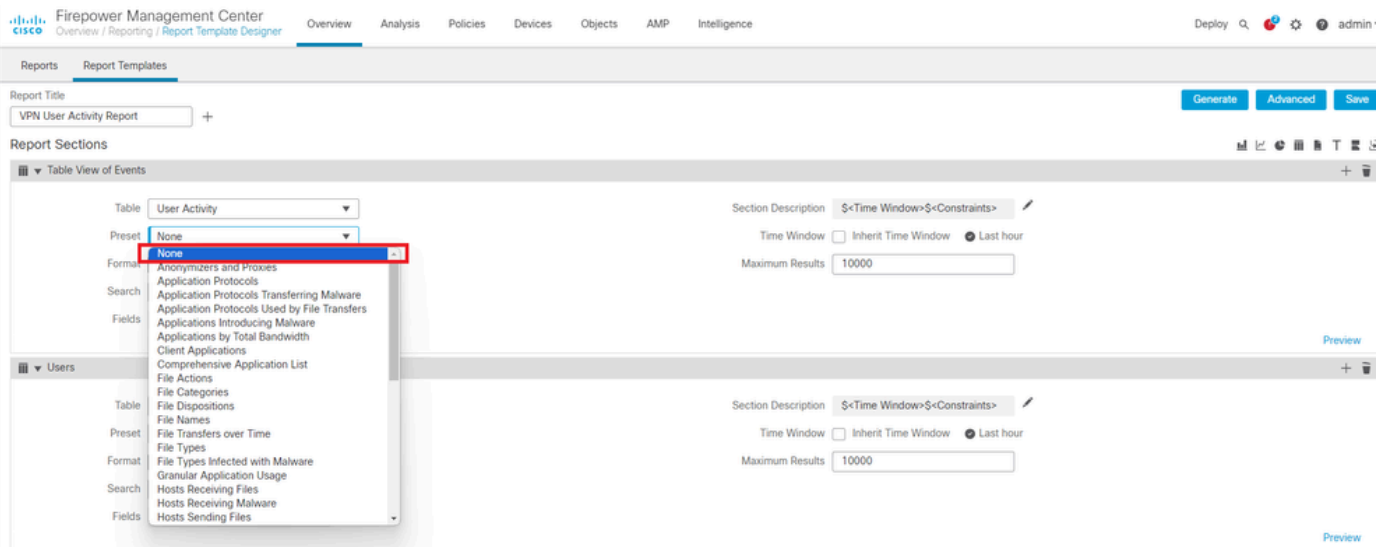 Firepower Management Center
CISCO Overview / Reporting / Report Template Designer
Overview Analysis Policies Devices Objects AMP Intelligence
Deploy 2 admin
Reports Report Templates
Report Title
Generate Advanced Save
VPN User Activity Report
Report Sections
Table View of Events
Table User Activity Section Description $<Time Window>$<Constraints>
Preset None Time Window Inherit Time Window Last hour
None
Format Maximum Results 10000
Anonymizers and Proxies
Application Protocols
Search
Application Protocols Transferring Malware
Application Protocols Used by File Transfers
Fields
Applications Introducing Malware
Applications by Total Bandwidth
Preview
Client Applications
Comprehensive Application List
Users
File Actions
File Categories
Table File Dispositions Section Description $<Time Window>$<Constraints>
File Names
Preset File Transfers over Time Time Window Inherit Time Window Last hour
File Types
Format File Types Infected with Malware Maximum Results 10000
Granular Application Usage
Search Hosts Receiving Files
Hosts Receiving Malware
Fields Hosts Sending Files
Preview